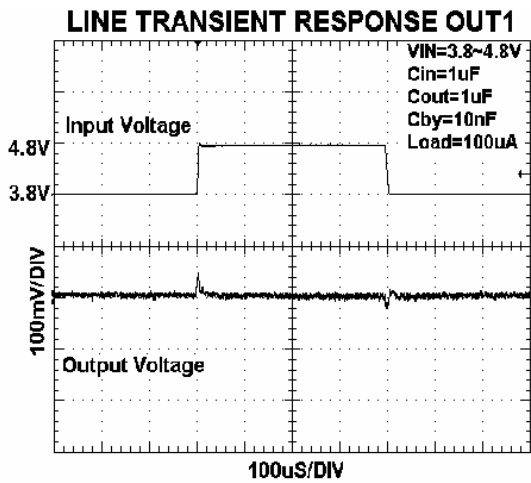 LINE TRANSIENT RESPONSE OUT1
VIN=3.8~4.8V
Cin=1uF
Cout=1uF
Cby=10nF
Load=100uA
Input Voltage
4.8V
3.8V
100mV/DIV
Output Voltage
100uS/DIV